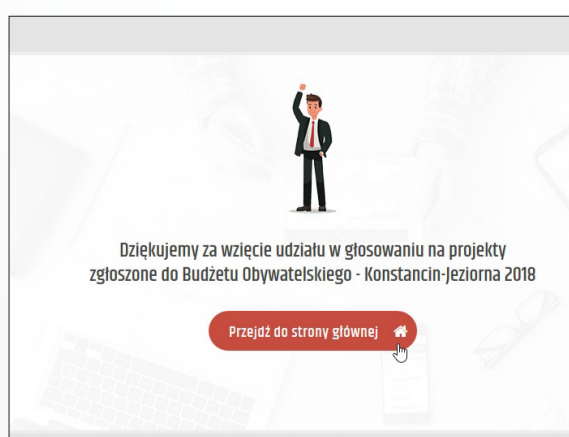 Dziękujemy za wzięcie udziału w głosowaniu na projekty
zgłoszone do Budżetu Obywatelskiego - Konstancin-Jeziorna 2018
Przejdź do strony głównej